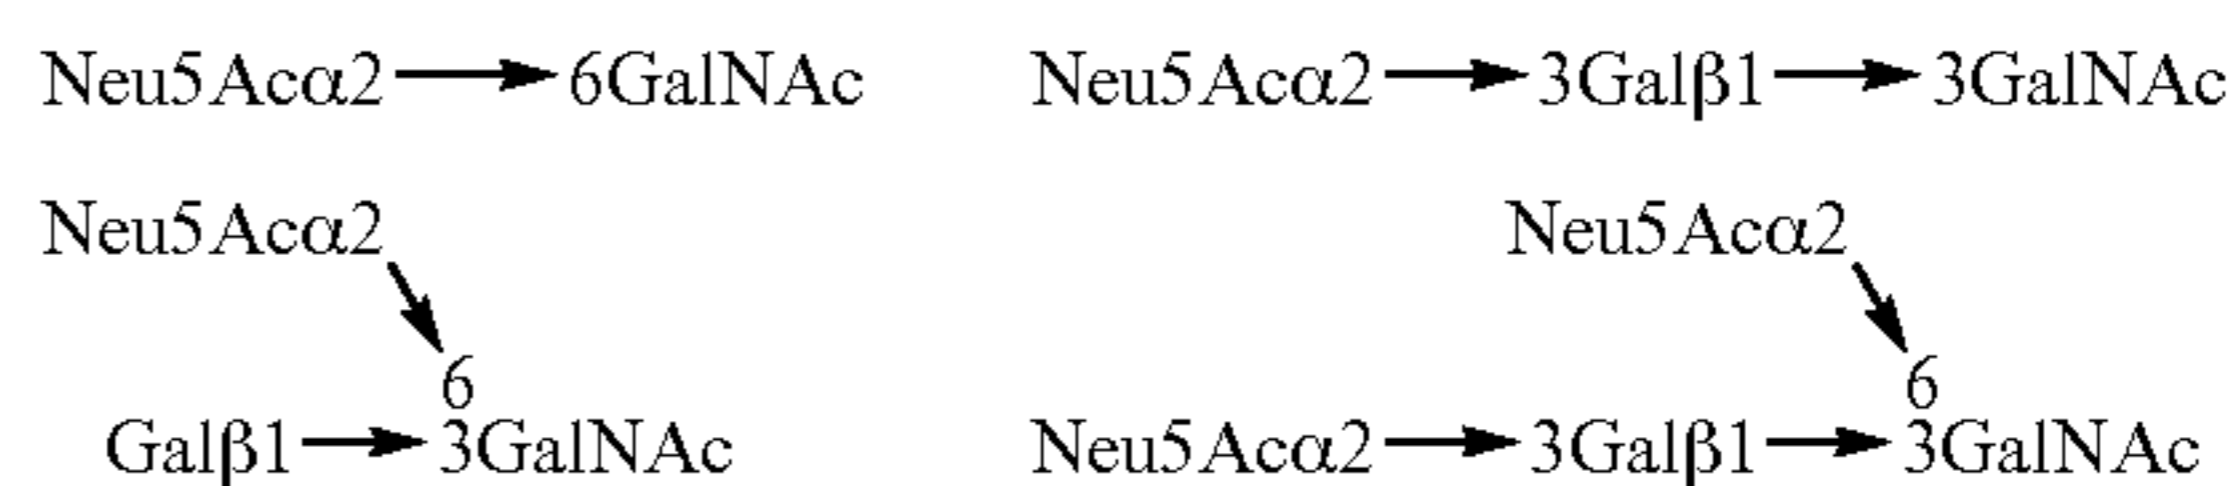 Neu5Acα2 → 6GalNAc
Neu5Acα2 → 3Galβ1 → 3GalNAc
Neu5Acα2
6
Galβ1 → 3GalNAc
Neu5Acα2
6
Neu5Acα2 → 3Galβ1 → 3GalNAc